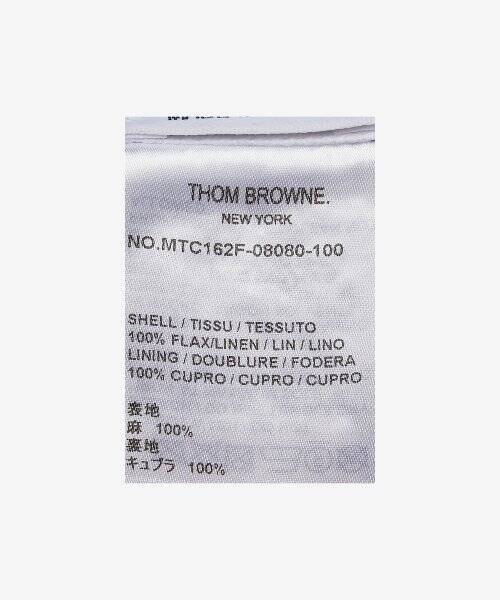 THOM BROWNE.
NEW YORK
NO.MTC162F-08080-100
SHELL / TISSU / TESSUTO
100% FLAX/LINEN / LIN / LINO
LINING / DOUBLURE / FODERA
100% CUPRO / CUPRO / CUPRO
表地
麻 100%
裏地
キュプラ 100%